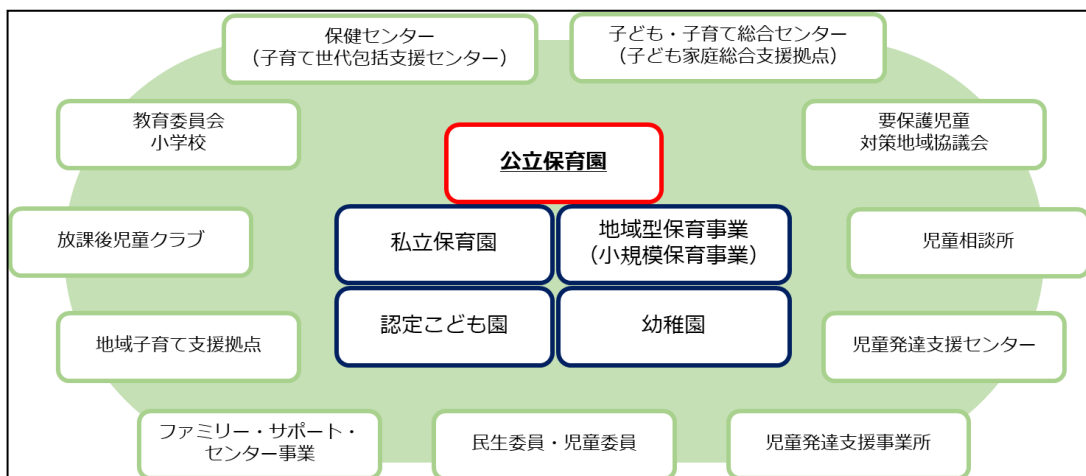 保健センター
（子育て世代包括支援センター）
子ども・子育て総合センター
（子ども家庭総合支援拠点）
教育委員会
小学校
要保護児童
対策地域協議会
公立保育園
放課後児童クラブ
私立保育園
地域型保育事業
（小規模保育事業）
児童相談所
認定こども園
幼稚園
地域子育て支援拠点
児童発達支援センター
ファミリー・サポート・
センター事業
民生委員・児童委員
児童発達支援事業所